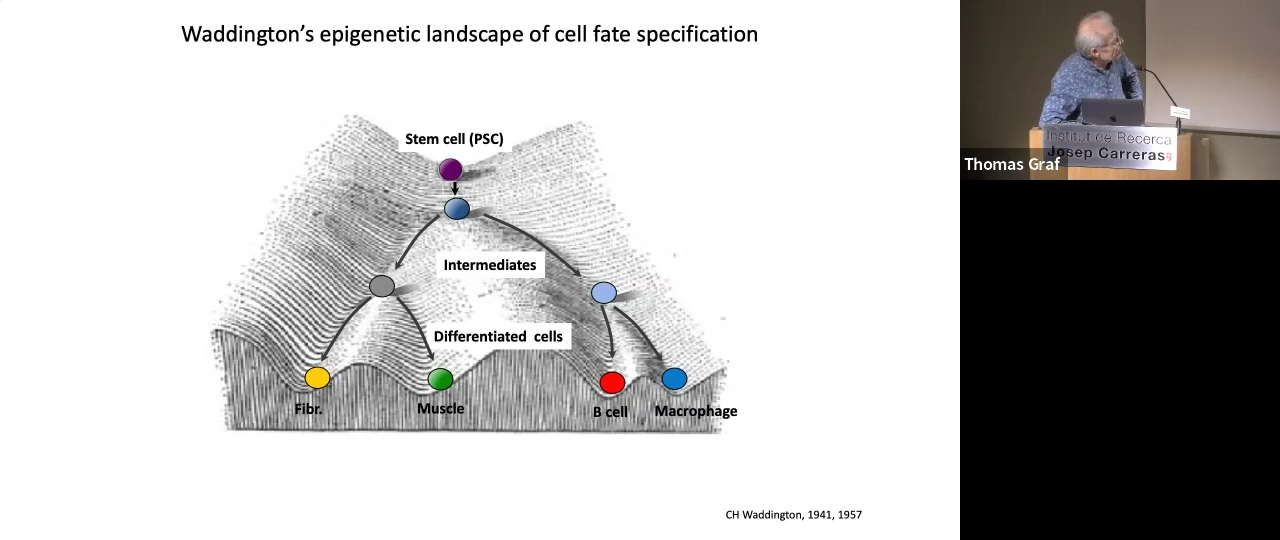 Waddington’s epigenetic landscape of cell fate specification
Stem cell (PSC)
Intermediates
Differentiated cells
Fibr.
Muscle
B cell
Macrophage
CH Waddington, 1941, 1957
Institut de Recerca
Josep Carreras
Thomas Graf